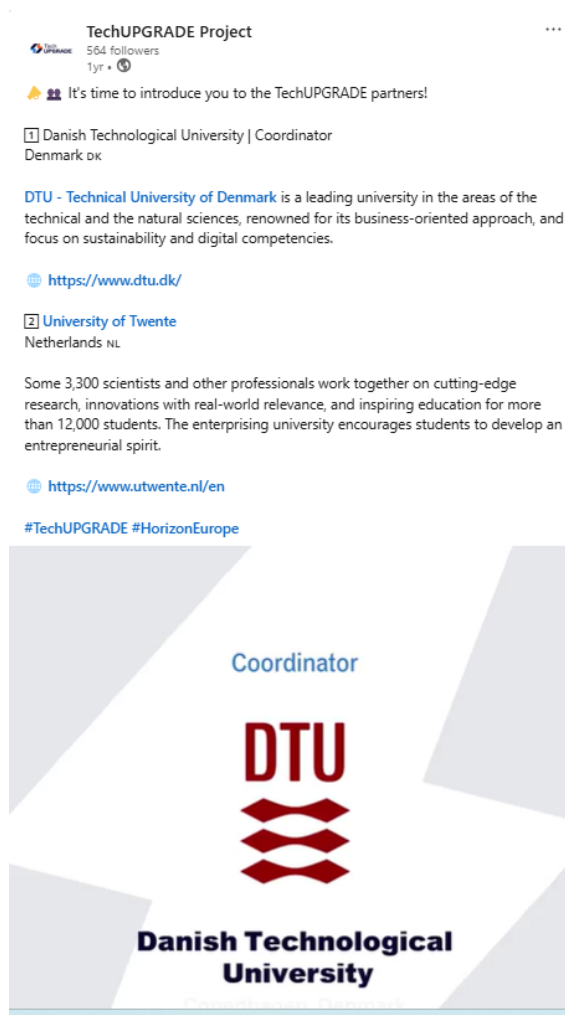 TechUPGRADE Project
Tech UPGRADE
564 followers
1yr •
It's time to introduce you to the TechUPGRADE partners!
1 Danish Technological University | Coordinator
Denmark DK
DTU - Technical University of Denmark is a leading university in the areas of the
technical and the natural sciences, renowned for its business-oriented approach, and
focus on sustainability and digital competencies.
https://www.dtu.dk/
2 University of Twente
Netherlands NL
Some 3,300 scientists and other professionals work together on cutting-edge
research, innovations with real-world relevance, and inspiring education for more
than 12,000 students. The enterprising university encourages students to develop an
entrepreneurial spirit.
https://www.utwente.nl/en
#TechUPGRADE #HorizonEurope
Coordinator
DTU
Danish Technological
University
Copenhagen, Denmark